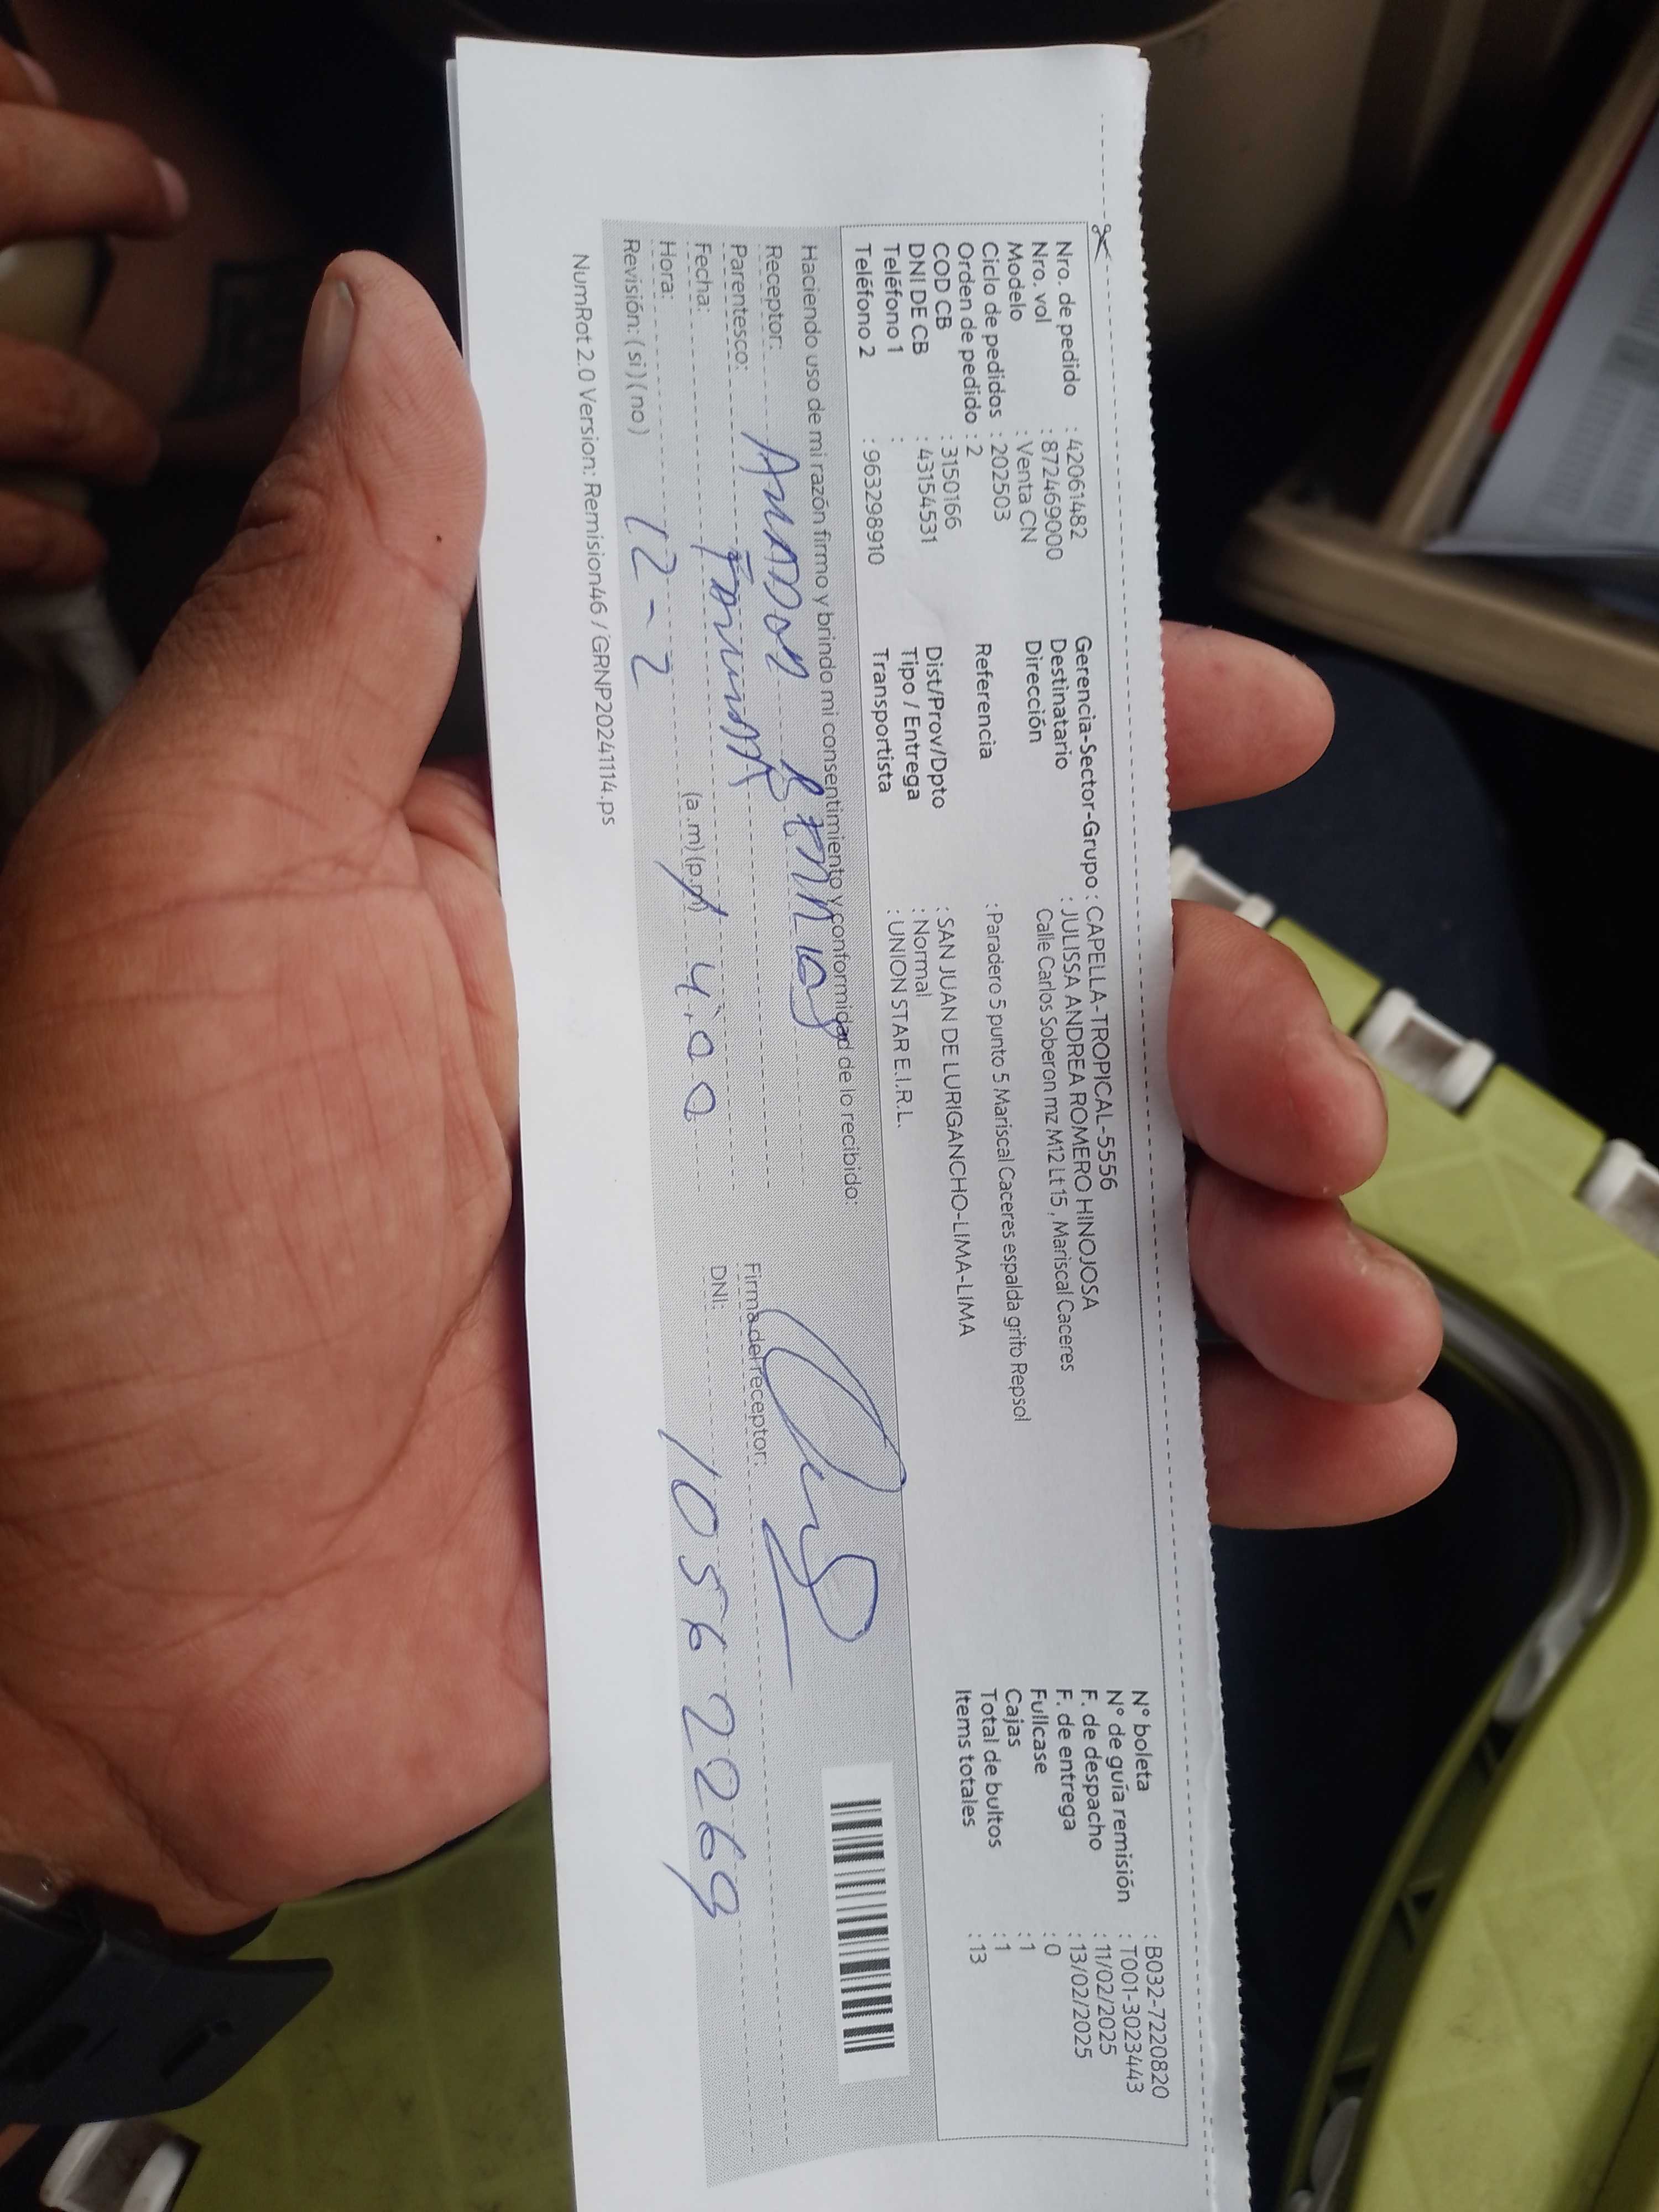 Nro. de pedido : 42061482
Nro. vol : 872469000
Modelo : Venta CN
Ciclo de pedidos : 202503
Orden de pedido : 2
COD CB : 3150166
DNI DE CB : 43154531
Teléfono 1 :
Teléfono 2 : 963298910
Gerencia-Sector-Grupo : CAPELLA-TROPICAL-5556
Destinatario : JULISSA ANDREA ROMERO HINOJOSA
Dirección Calle Carlos Soberon mz M12 Lt 15 , Mariscal Caceres
Referencia : Paradero 5 punto 5 Mariscal Caceres espalda grifo Repsol
Dist/Prov/Dpto : SAN JUAN DE LURIGANCHO-LIMA-LIMA
Tipo / Entrega : Normal
Transportista : UNION STAR E.I.R.L.
N° boleta : B032-7220820
N° de guía remisión : T001-3023443
F. de despacho : 11/02/2025
F. de entrega : 13/02/2025
Fullcase : 0
Cajas : 1
Total de bultos : 1
Items totales : 13
Haciendo uso de mi razón firmo y brindo mi consentimiento y conformidad de lo recibido:
Receptor: AMADOR BERRIOS
Parentesco:
Fecha: 12-2
Hora: (a.m) (p.m) 4:00
Revisión: ( si ) ( no )
Firma del receptor:
DNI: 10562269
NumRot 2.0 Version: Remision46 / GRNP20241114.ps